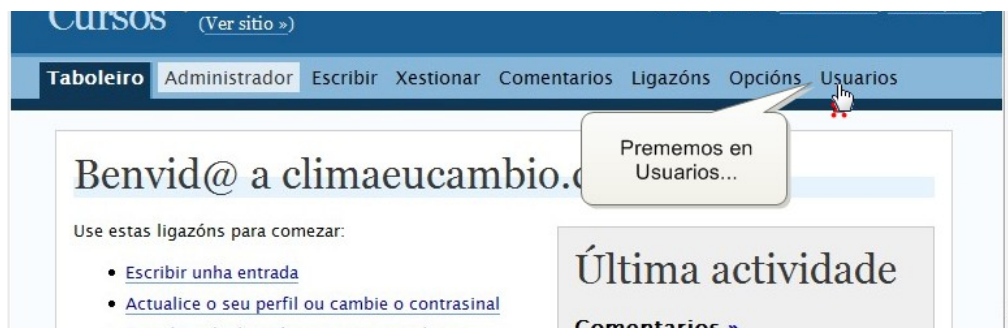 Cursos (Ver sitio »)
Taboleiro Administrador Escribir Xestionar Comentarios Ligazóns Opcións Usuarios
Prememos en
Usuarios...
Benvid@ a climaeucambio.
Use estas ligazóns para comezar:
• Escribir unha entrada
• Actualice o seu perfil ou cambie o contrasinal
Última actividade
Comentarios »